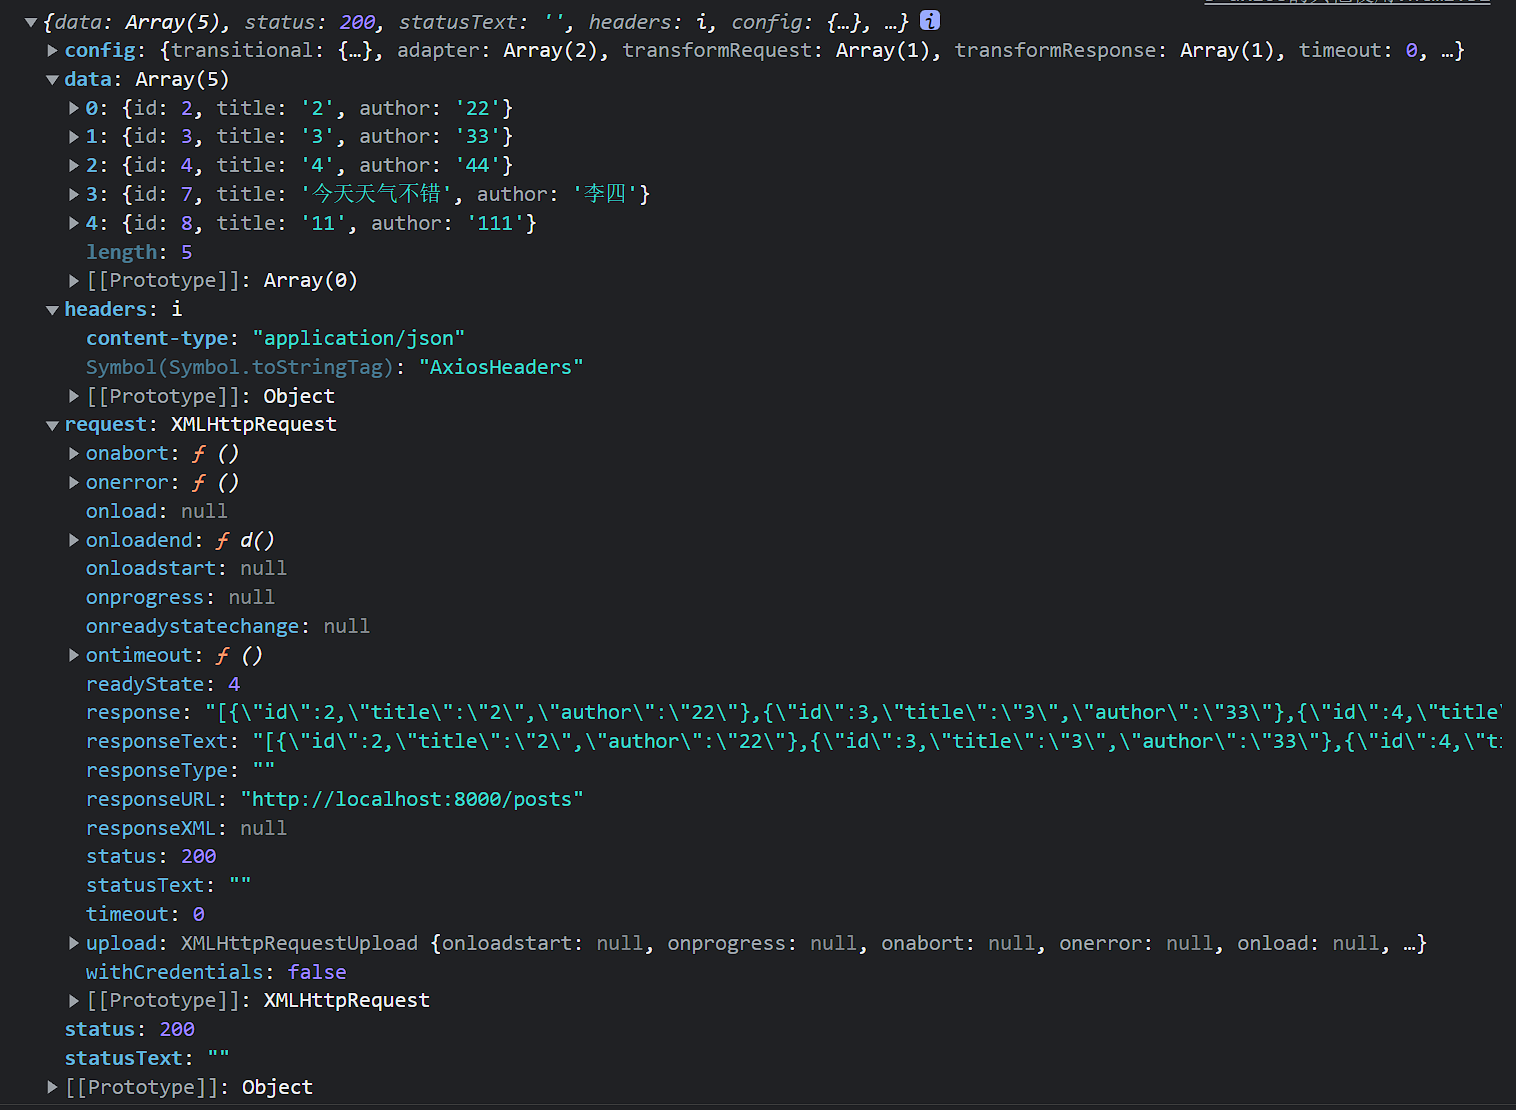 ▼{data: Array(5), status: 200, statusText: '', headers: i, config: {…}, …} i
▶config: {transitional: {…}, adapter: Array(2), transformRequest: Array(1), transformResponse: Array(1), timeout: 0, …}
▼data: Array(5)
▶0: {id: 2, title: '2', author: '22'}
▶1: {id: 3, title: '3', author: '33'}
▶2: {id: 4, title: '4', author: '44'}
▶3: {id: 7, title: '今天天气不错', author: '李四'}
▶4: {id: 8, title: '11', author: '111'}
length: 5
▶[[Prototype]]: Array(0)
▼headers: i
content-type: "application/json"
Symbol(Symbol.toStringTag): "AxiosHeaders"
▶[[Prototype]]: Object
▼request: XMLHttpRequest
▶onabort: ƒ ()
▶onerror: ƒ ()
onload: null
▶onloadend: ƒ d()
onloadstart: null
onprogress: null
onreadystatechange: null
▶ontimeout: ƒ ()
readyState: 4
response: "[{\"id\":2,\"title\":\"2\",\"author\":\"22\"},{\"id\":3,\"title\":\"3\",\"author\":\"33\"},{\"id\":4,\"title\
responseText: "[{\"id\":2,\"title\":\"2\",\"author\":\"22\"},{\"id\":3,\"title\":\"3\",\"author\":\"33\"},{\"id\":4,\"ti
responseType: ""
responseURL: "http://localhost:8000/posts"
responseXML: null
status: 200
statusText: ""
timeout: 0
▶upload: XMLHttpRequestUpload {onloadstart: null, onprogress: null, onabort: null, onerror: null, onload: null, …}
withCredentials: false
▶[[Prototype]]: XMLHttpRequest
status: 200
statusText: ""
▶[[Prototype]]: Object